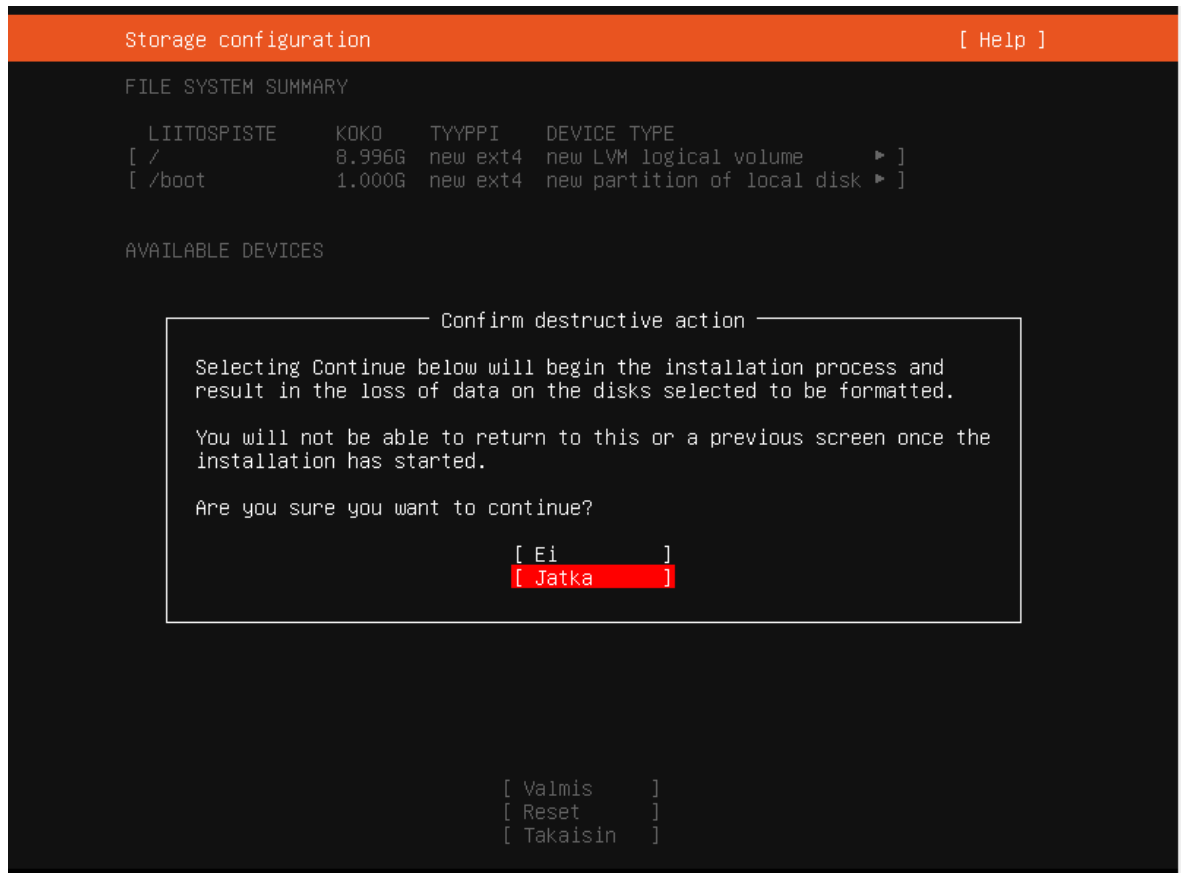 Storage configuration [ Help ]
FILE SYSTEM SUMMARY
LIITOSPISTE KOKO TYYPPI DEVICE TYPE
[ / 8.996G new ext4 new LVM logical volume ▸ ]
[ /boot 1.000G new ext4 new partition of local disk ▸ ]
AVAILABLE DEVICES
Confirm destructive action
Selecting Continue below will begin the installation process and
result in the loss of data on the disks selected to be formatted.
You will not be able to return to this or a previous screen once the
installation has started.
Are you sure you want to continue?
[ Ei ]
[ Jatka ]
[ Valmis ]
[ Reset ]
[ Takaisin ]